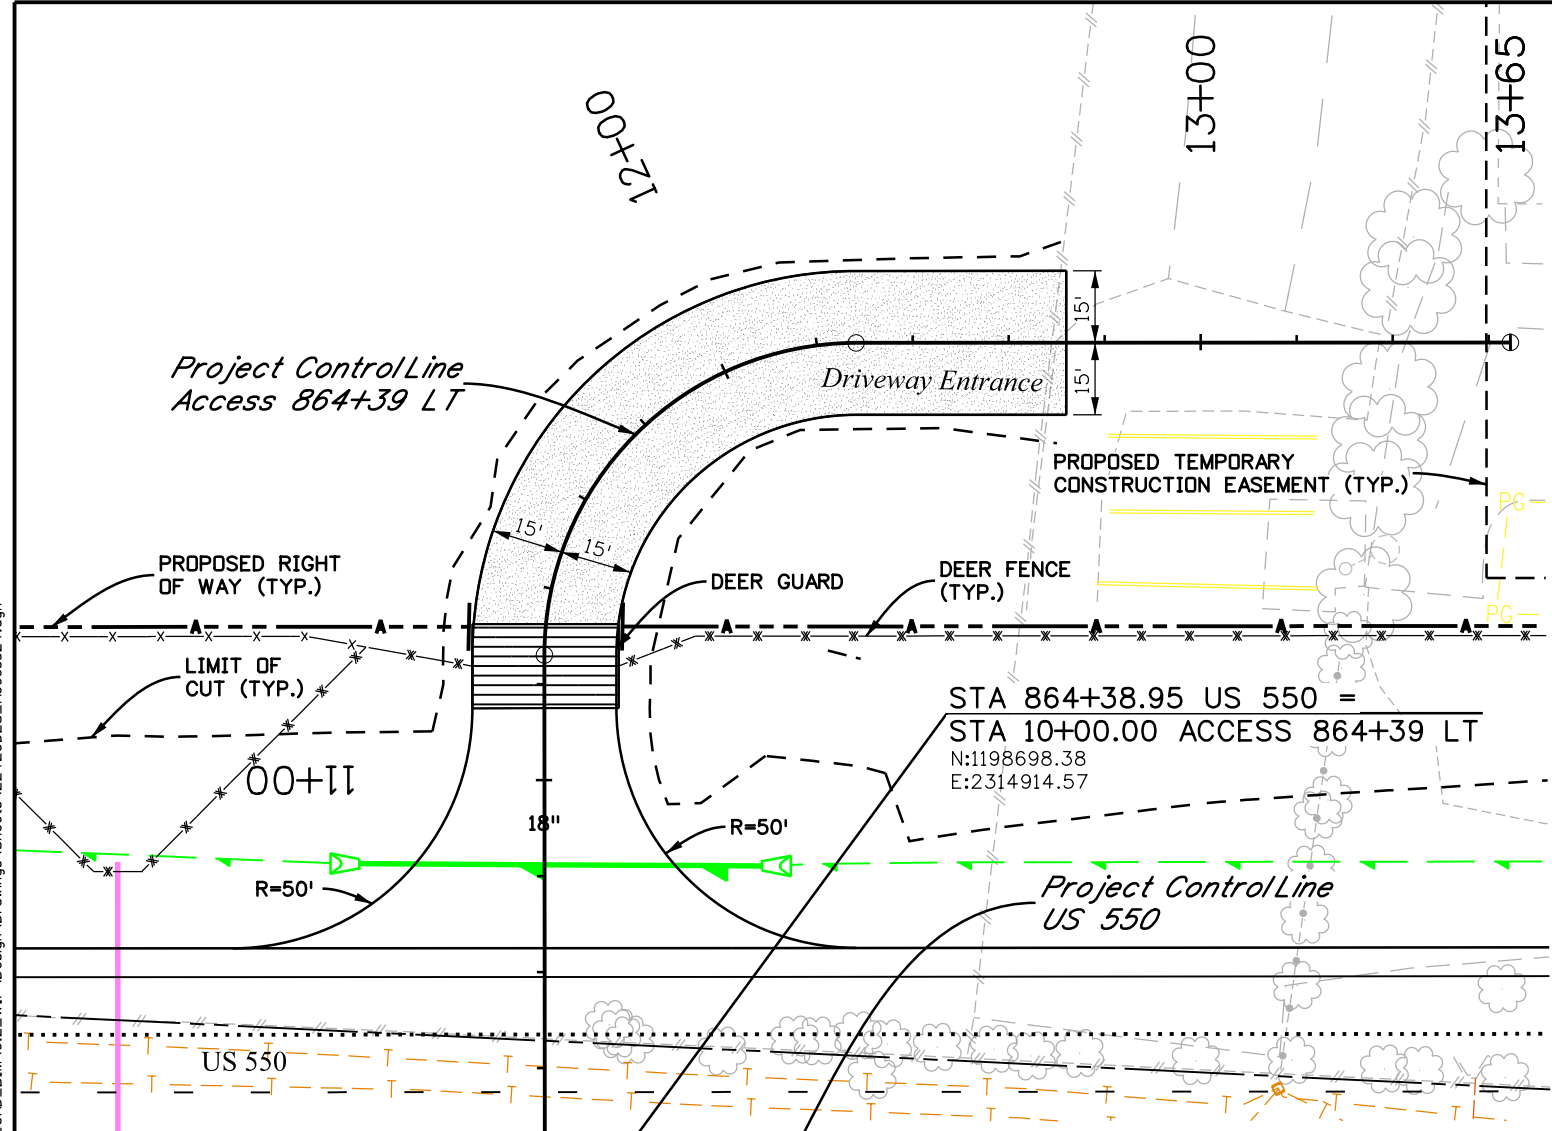 13+00
13+65
12+00
15'
15'
Project Control Line
Access 864+39 LT
Driveway Entrance
PROPOSED TEMPORARY
CONSTRUCTION EASEMENT (TYP.)
PG
15'
15'
PROPOSED RIGHT
OF WAY (TYP.)
DEER GUARD
DEER FENCE
(TYP.)
PG
A
A
A
A
A
A
A
LIMIT OF
CUT (TYP.)
STA 864+38.95 US 550 =
STA 10+00.00 ACCESS 864+39 LT
N:1198698.38
E:2314914.57
11+00
18"
R=50'
R=50'
Project Control Line
US 550
US 550